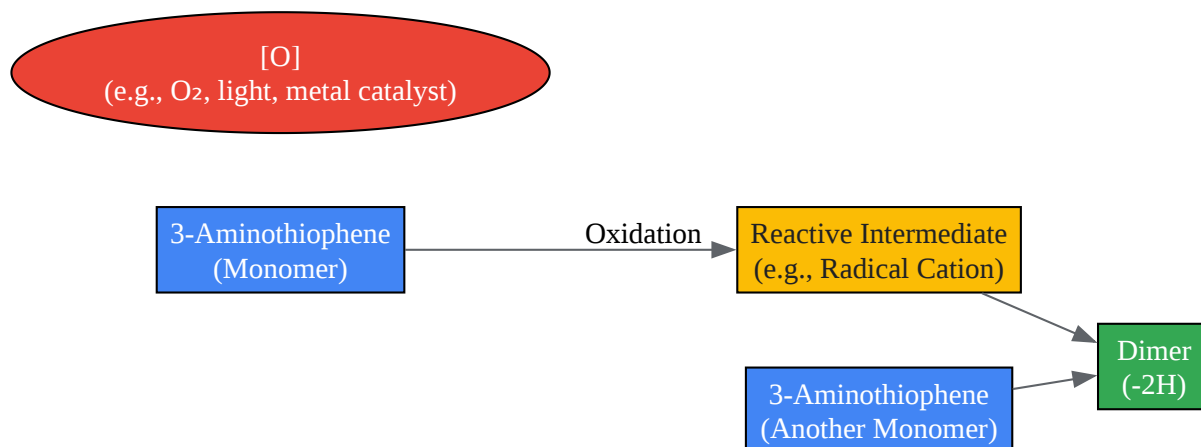 [O]
(e.g., O₂, light, metal catalyst)
3-Aminothiophene
(Monomer)
Oxidation
Reactive Intermediate
(e.g., Radical Cation)
Dimer
(-2H)
3-Aminothiophene
(Another Monomer)